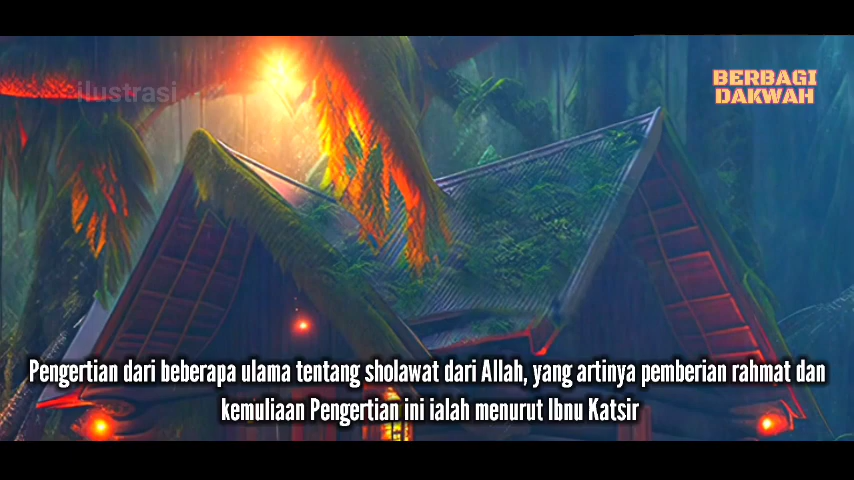 ilustrasi
BERBAGI
DAKWAH
Pengertian dari beberapa ulama tentang sholawat dari Allah, yang artinya pemberian rahmat dan
kemuliaan Pengertian ini ialah menurut Ibnu Katsir